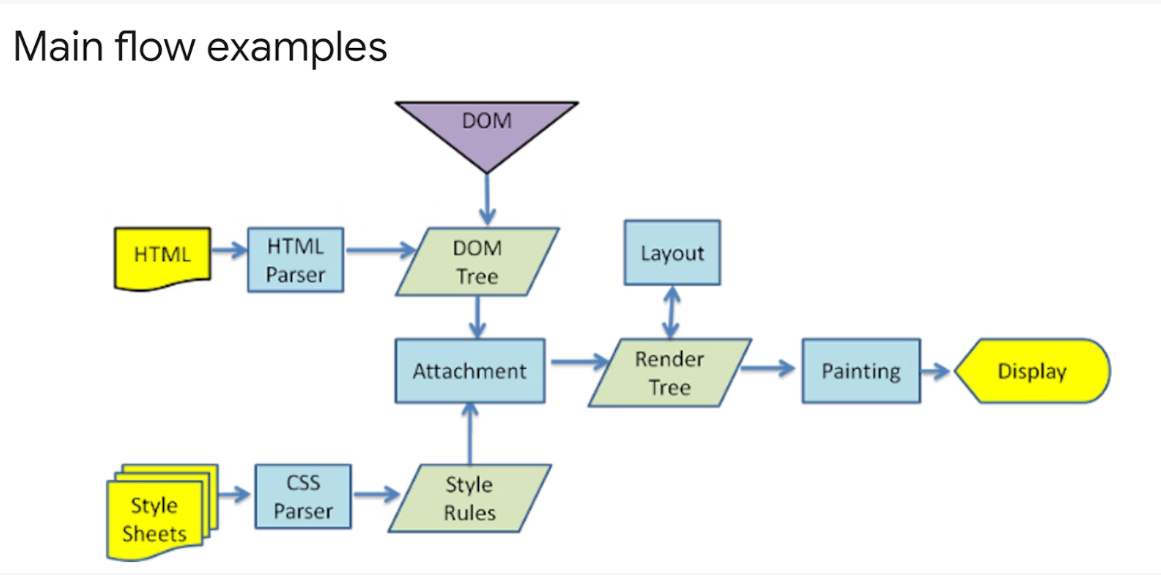 Main flow examples
DOM
HTML
HTML
Parser
DOM
Tree
Layout
Attachment
Render
Tree
Painting
Display
Style
Sheets
CSS
Parser
Style
Rules